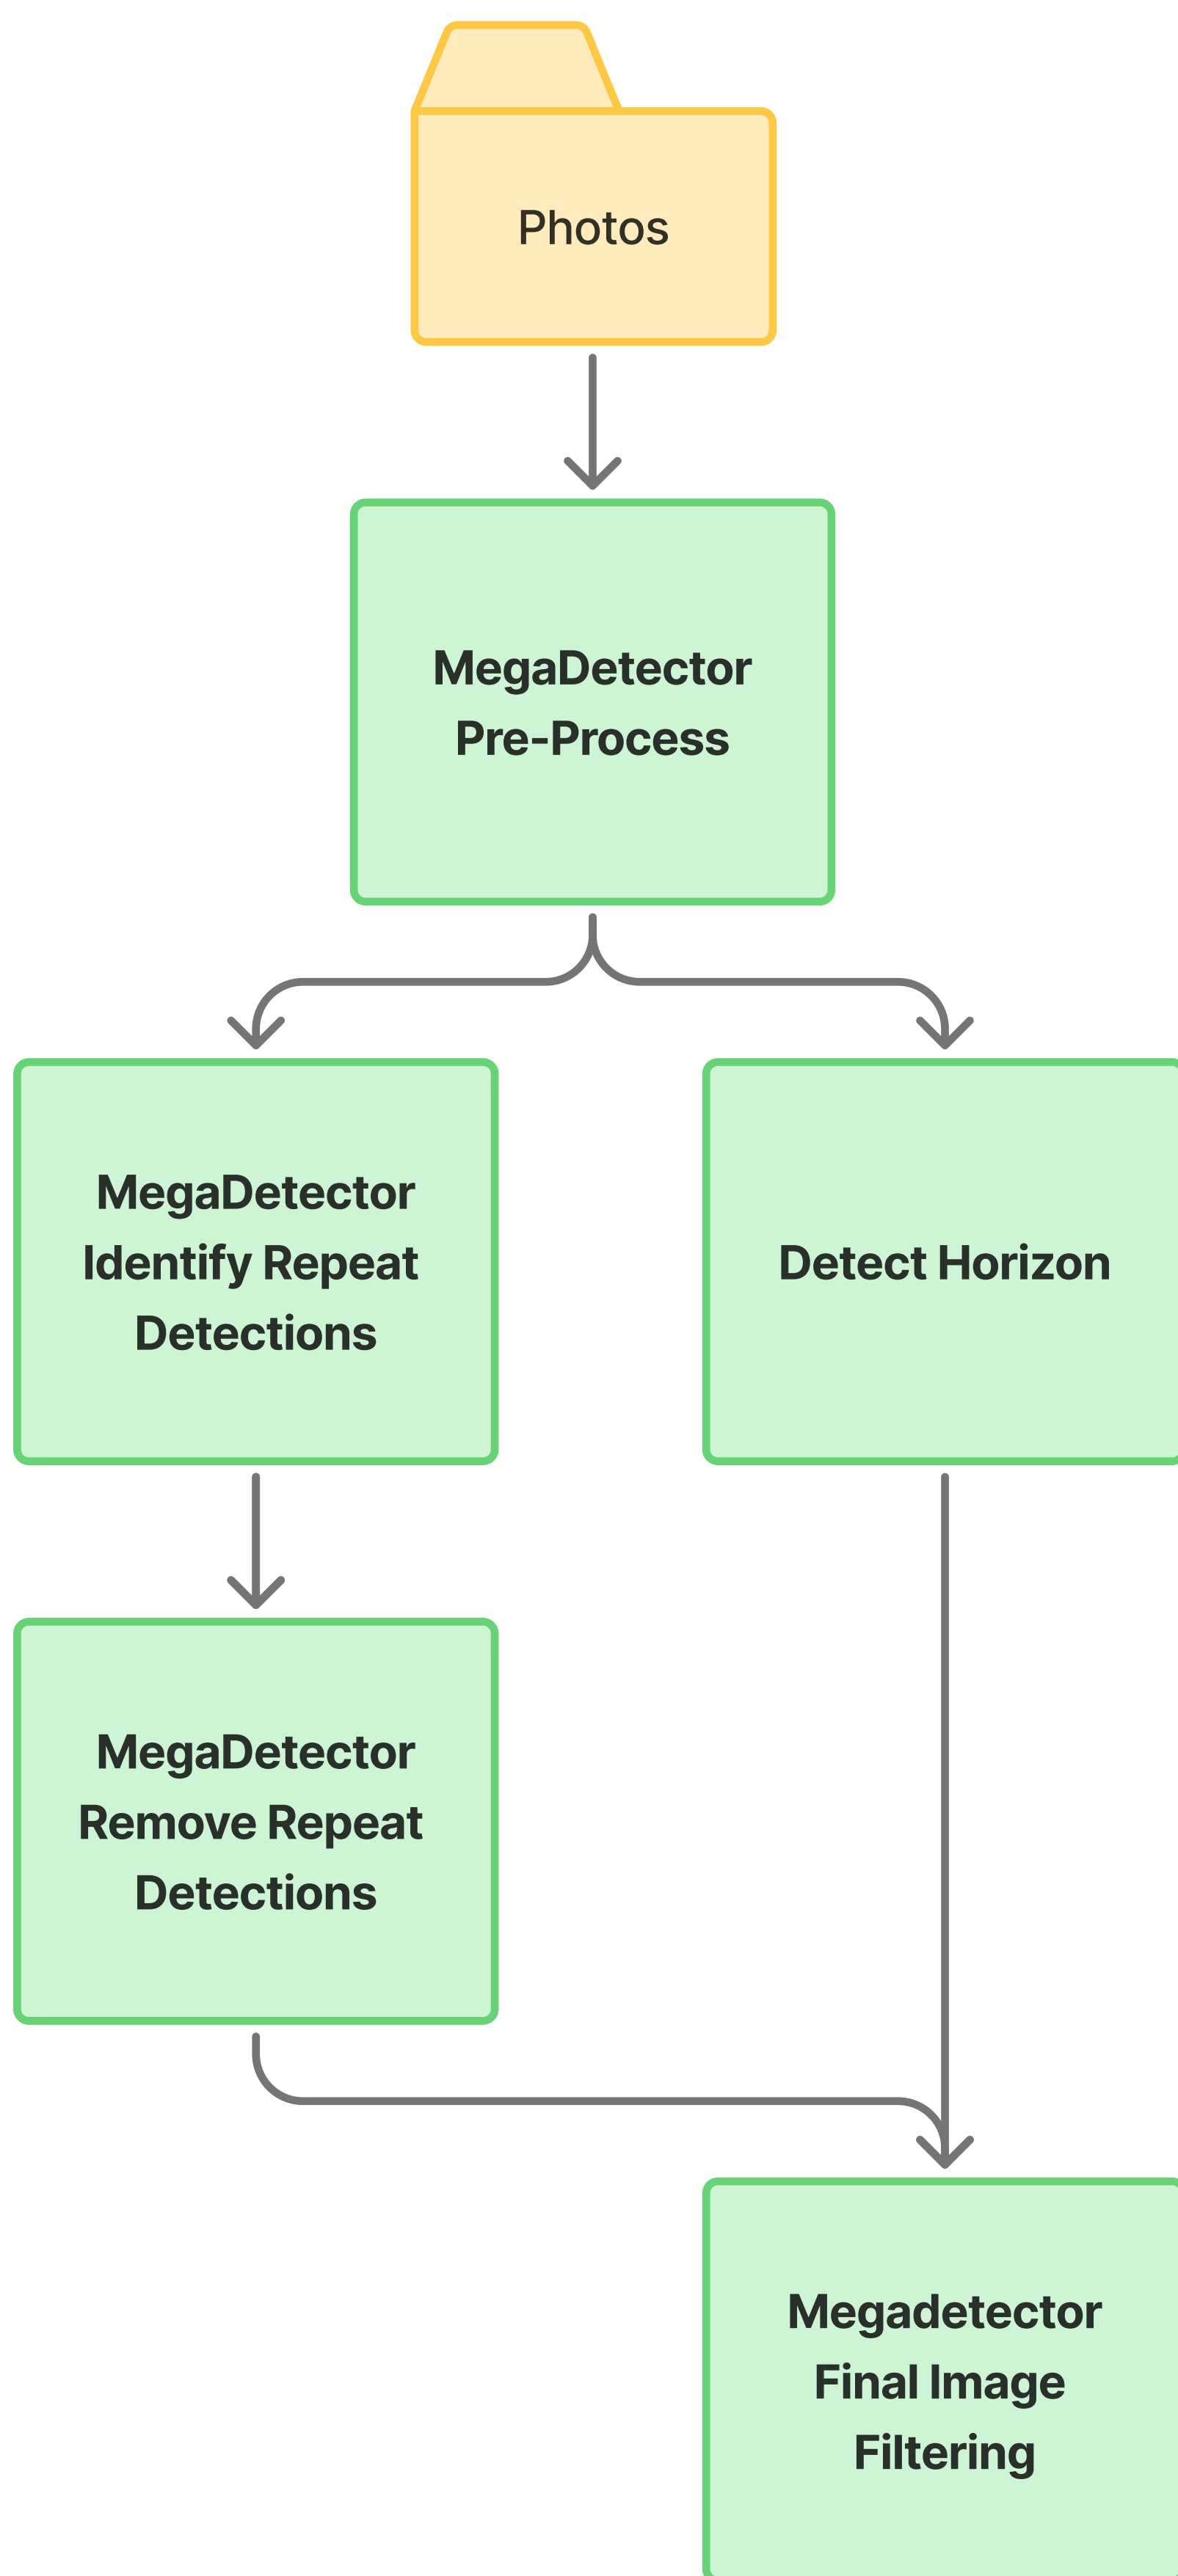 Photos
MegaDetector
Pre-Process
MegaDetector
Identify Repeat
Detections
Detect Horizon
MegaDetector
Remove Repeat
Detections
Megadetector
Final Image
Filtering